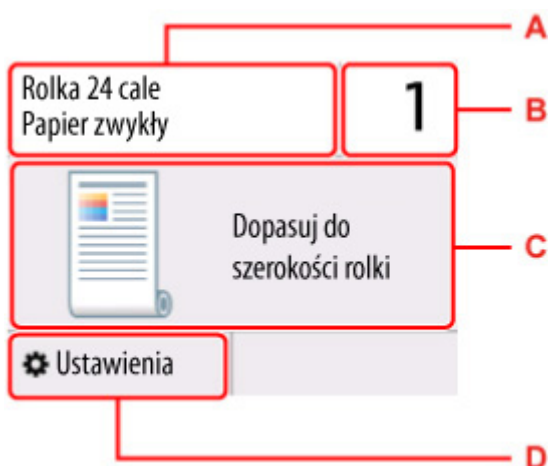 A
Rolka 24 cale
Papier zwykły
1
B
Dopasuj do
szerokości rolki
C
Ustawienia
D